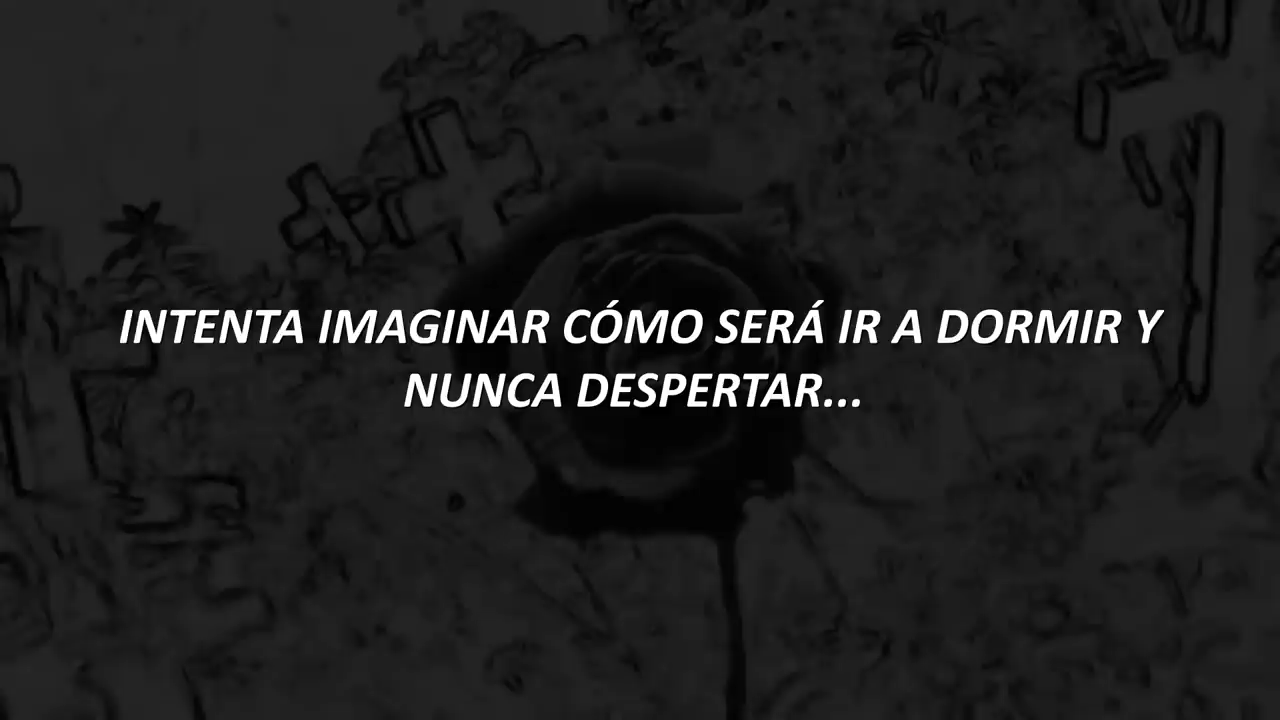 INTENTA IMAGINAR CÓMO SERÁ IR A DORMIR Y
NUNCA DESPERTAR...